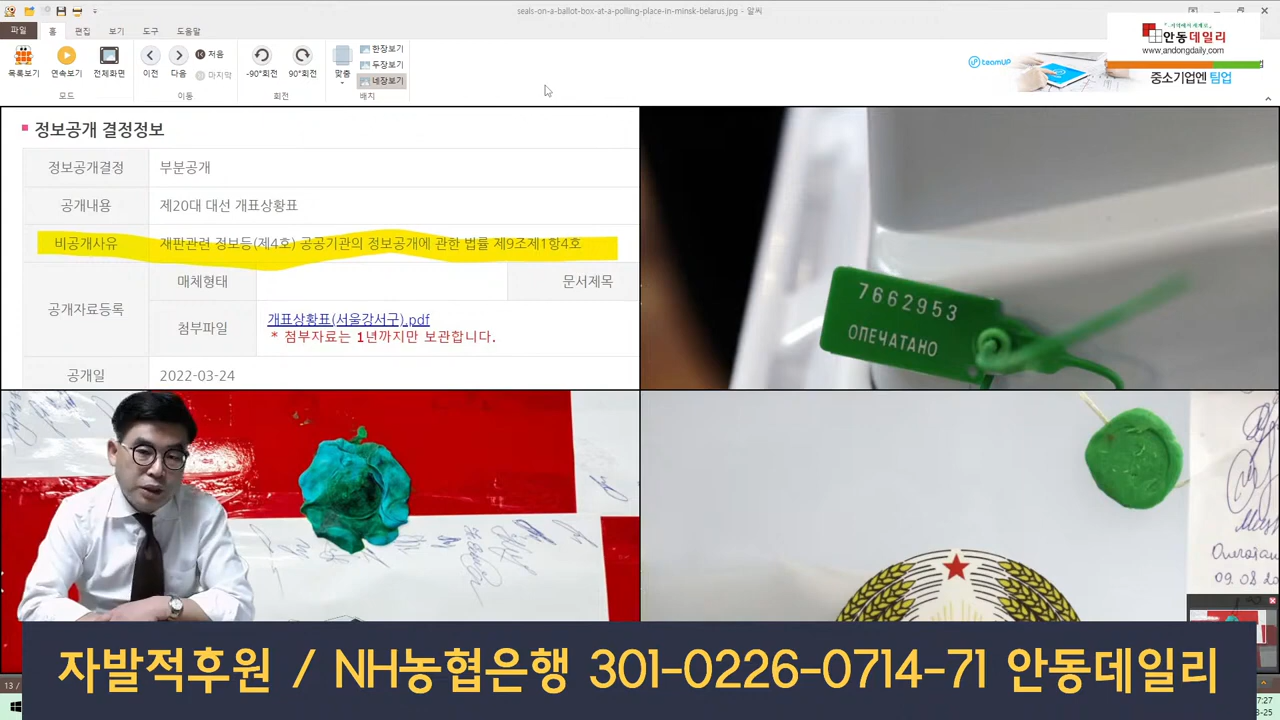 seals-on-a-ballot-box-at-a-polling-place-in-minsk-belarus.jpg - 알씨
파일 홈 편집 보기 도구 도움말
목록보기 연속보기 전체화면 이전 다음 처음 마지막 -90°회전 90°회전 맞춤 한장보기 두장보기 네장보기
모드 이동 회전 배치
teamUP
안동데일리
www.andongdaily.com
중소기업엔 팀업
정보공개 결정정보
정보공개결정 부분공개
공개내용 제20대 대선 개표상황표
비공개사유 재판관련 정보등(제4호) 공공기관의 정보공개에 관한 법률 제9조제1항4호
공개자료등록 매체형태 문서제목
첨부파일 개표상황표(서울강서구).pdf
* 첨부자료는 1년까지만 보관합니다.
공개일 2022-03-24
7662953
ОПЕЧАТАНО
09.08.20
자발적후원 / NH농협은행 301-0226-0714-71 안동데일리
13 /
7:27